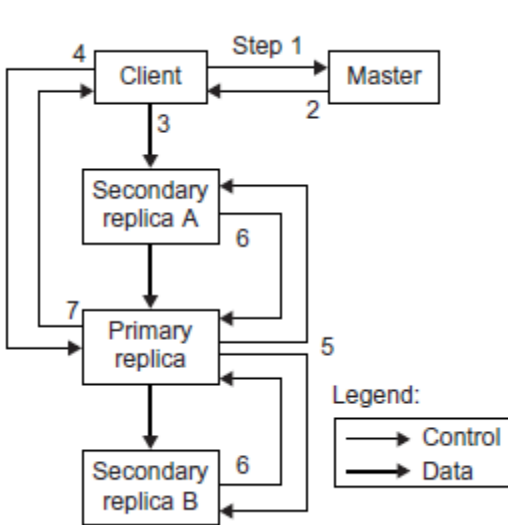 4
Step 1
Client
Master
2
3
Secondary
replica A
6
7
Primary
replica
5
Legend:
Control
Data
Secondary
replica B
6